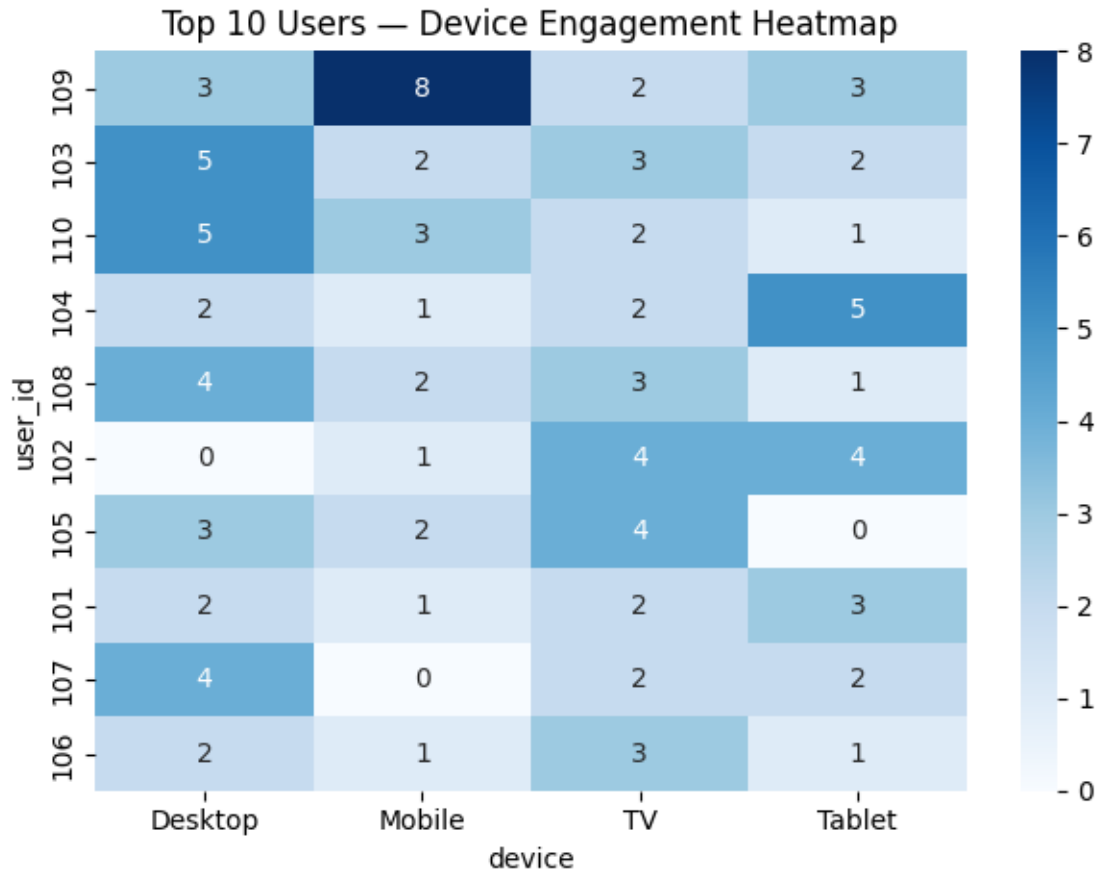 Top 10 Users — Device Engagement Heatmap
109 3 8 2 3
103 5 2 3 2
110 5 3 2 1
104 2 1 2 5
108 4 2 3 1
102 0 1 4 4
105 3 2 4 0
101 2 1 2 3
107 4 0 2 2
106 2 1 3 1
user_id
Desktop Mobile TV Tablet
device
8
7
6
5
4
3
2
1
0